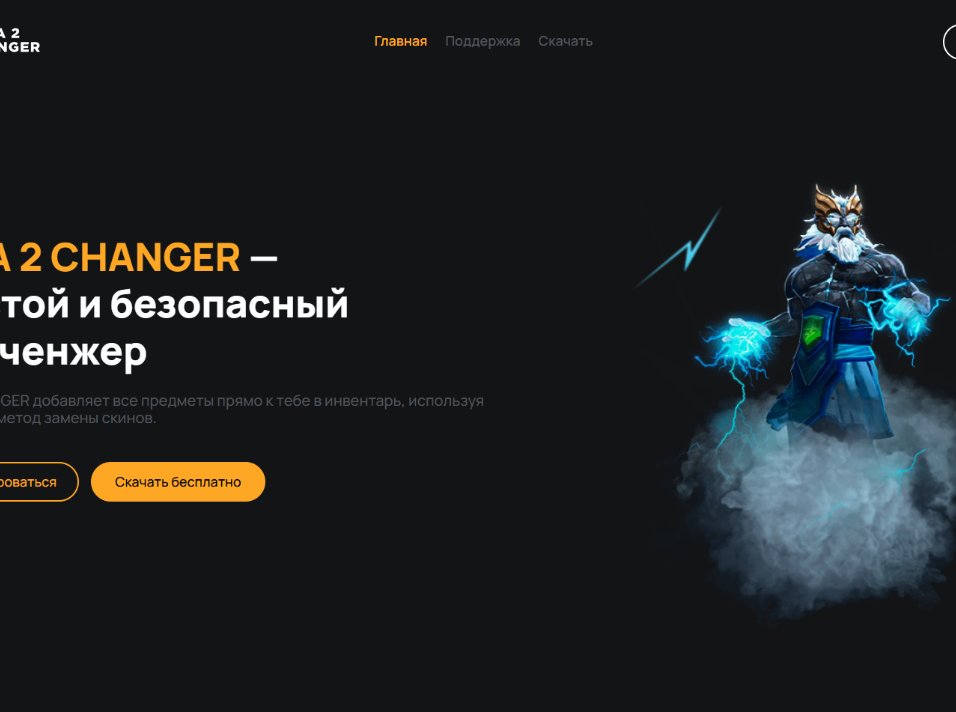 A 2
NGER
Главная Поддержка Скачать
A 2 CHANGER —
стой и безопасный
ченжер
GER добавляет все предметы прямо к тебе в инвентарь, используя
метод замены скинов.
роваться
Скачать бесплатно